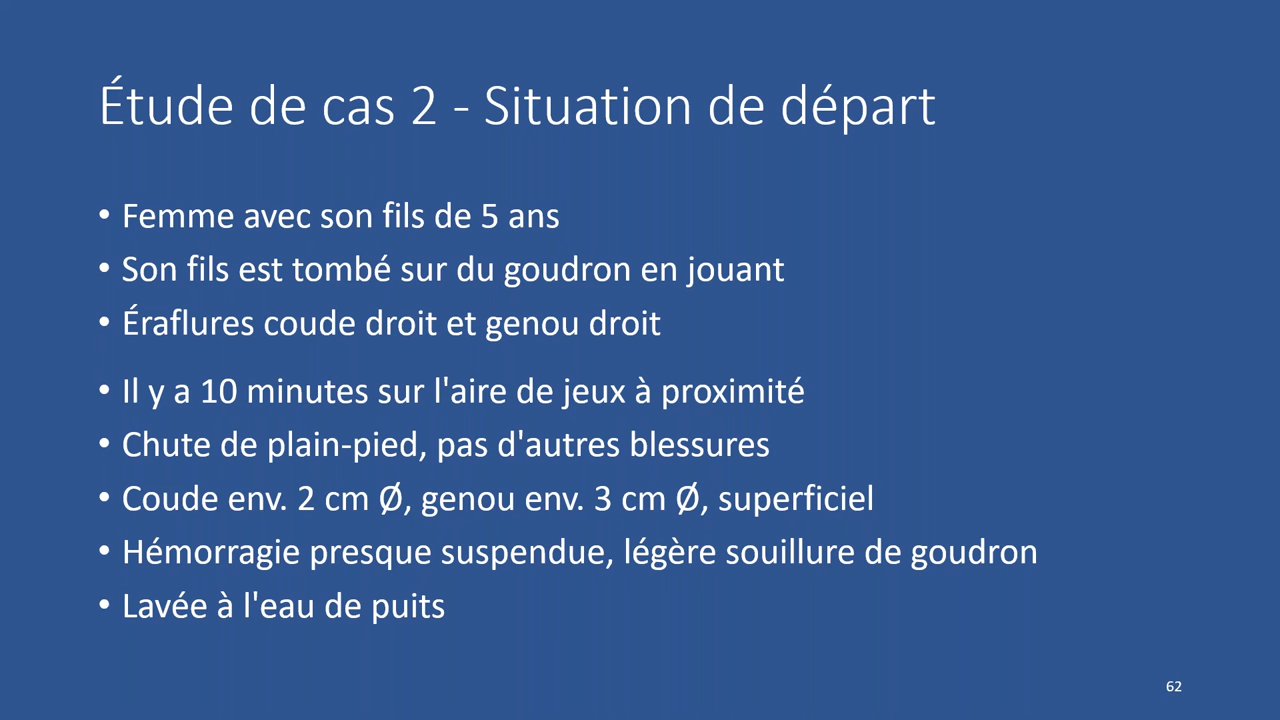 Étude de cas 2 - Situation de départ
• Femme avec son fils de 5 ans
• Son fils est tombé sur du goudron en jouant
• Éraflures coude droit et genou droit
• Il y a 10 minutes sur l'aire de jeux à proximité
• Chute de plain-pied, pas d'autres blessures
• Coude env. 2 cm Ø, genou env. 3 cm Ø, superficiel
• Hémorragie presque suspendue, légère souillure de goudron
• Lavée à l'eau de puits
62